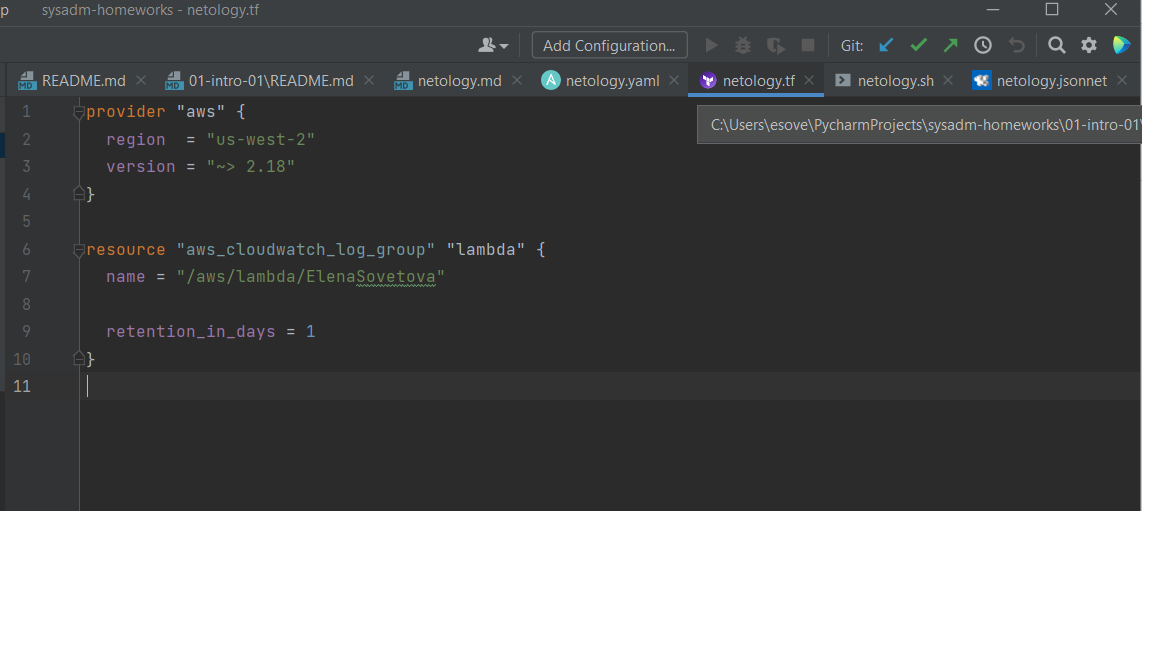 p sysadm-homeworks - netology.tf
Add Configuration... Git:
README.md 01-intro-01\README.md netology.md netology.yaml netology.tf netology.sh netology.jsonnet
C:\Users\esove\PycharmProjects\sysadm-homeworks\01-intro-01\
1 provider "aws" {
2   region  = "us-west-2"
3   version = "~> 2.18"
4 }
5
6 resource "aws_cloudwatch_log_group" "lambda" {
7   name = "/aws/lambda/ElenaSovetova"
8
9   retention_in_days = 1
10 }
11